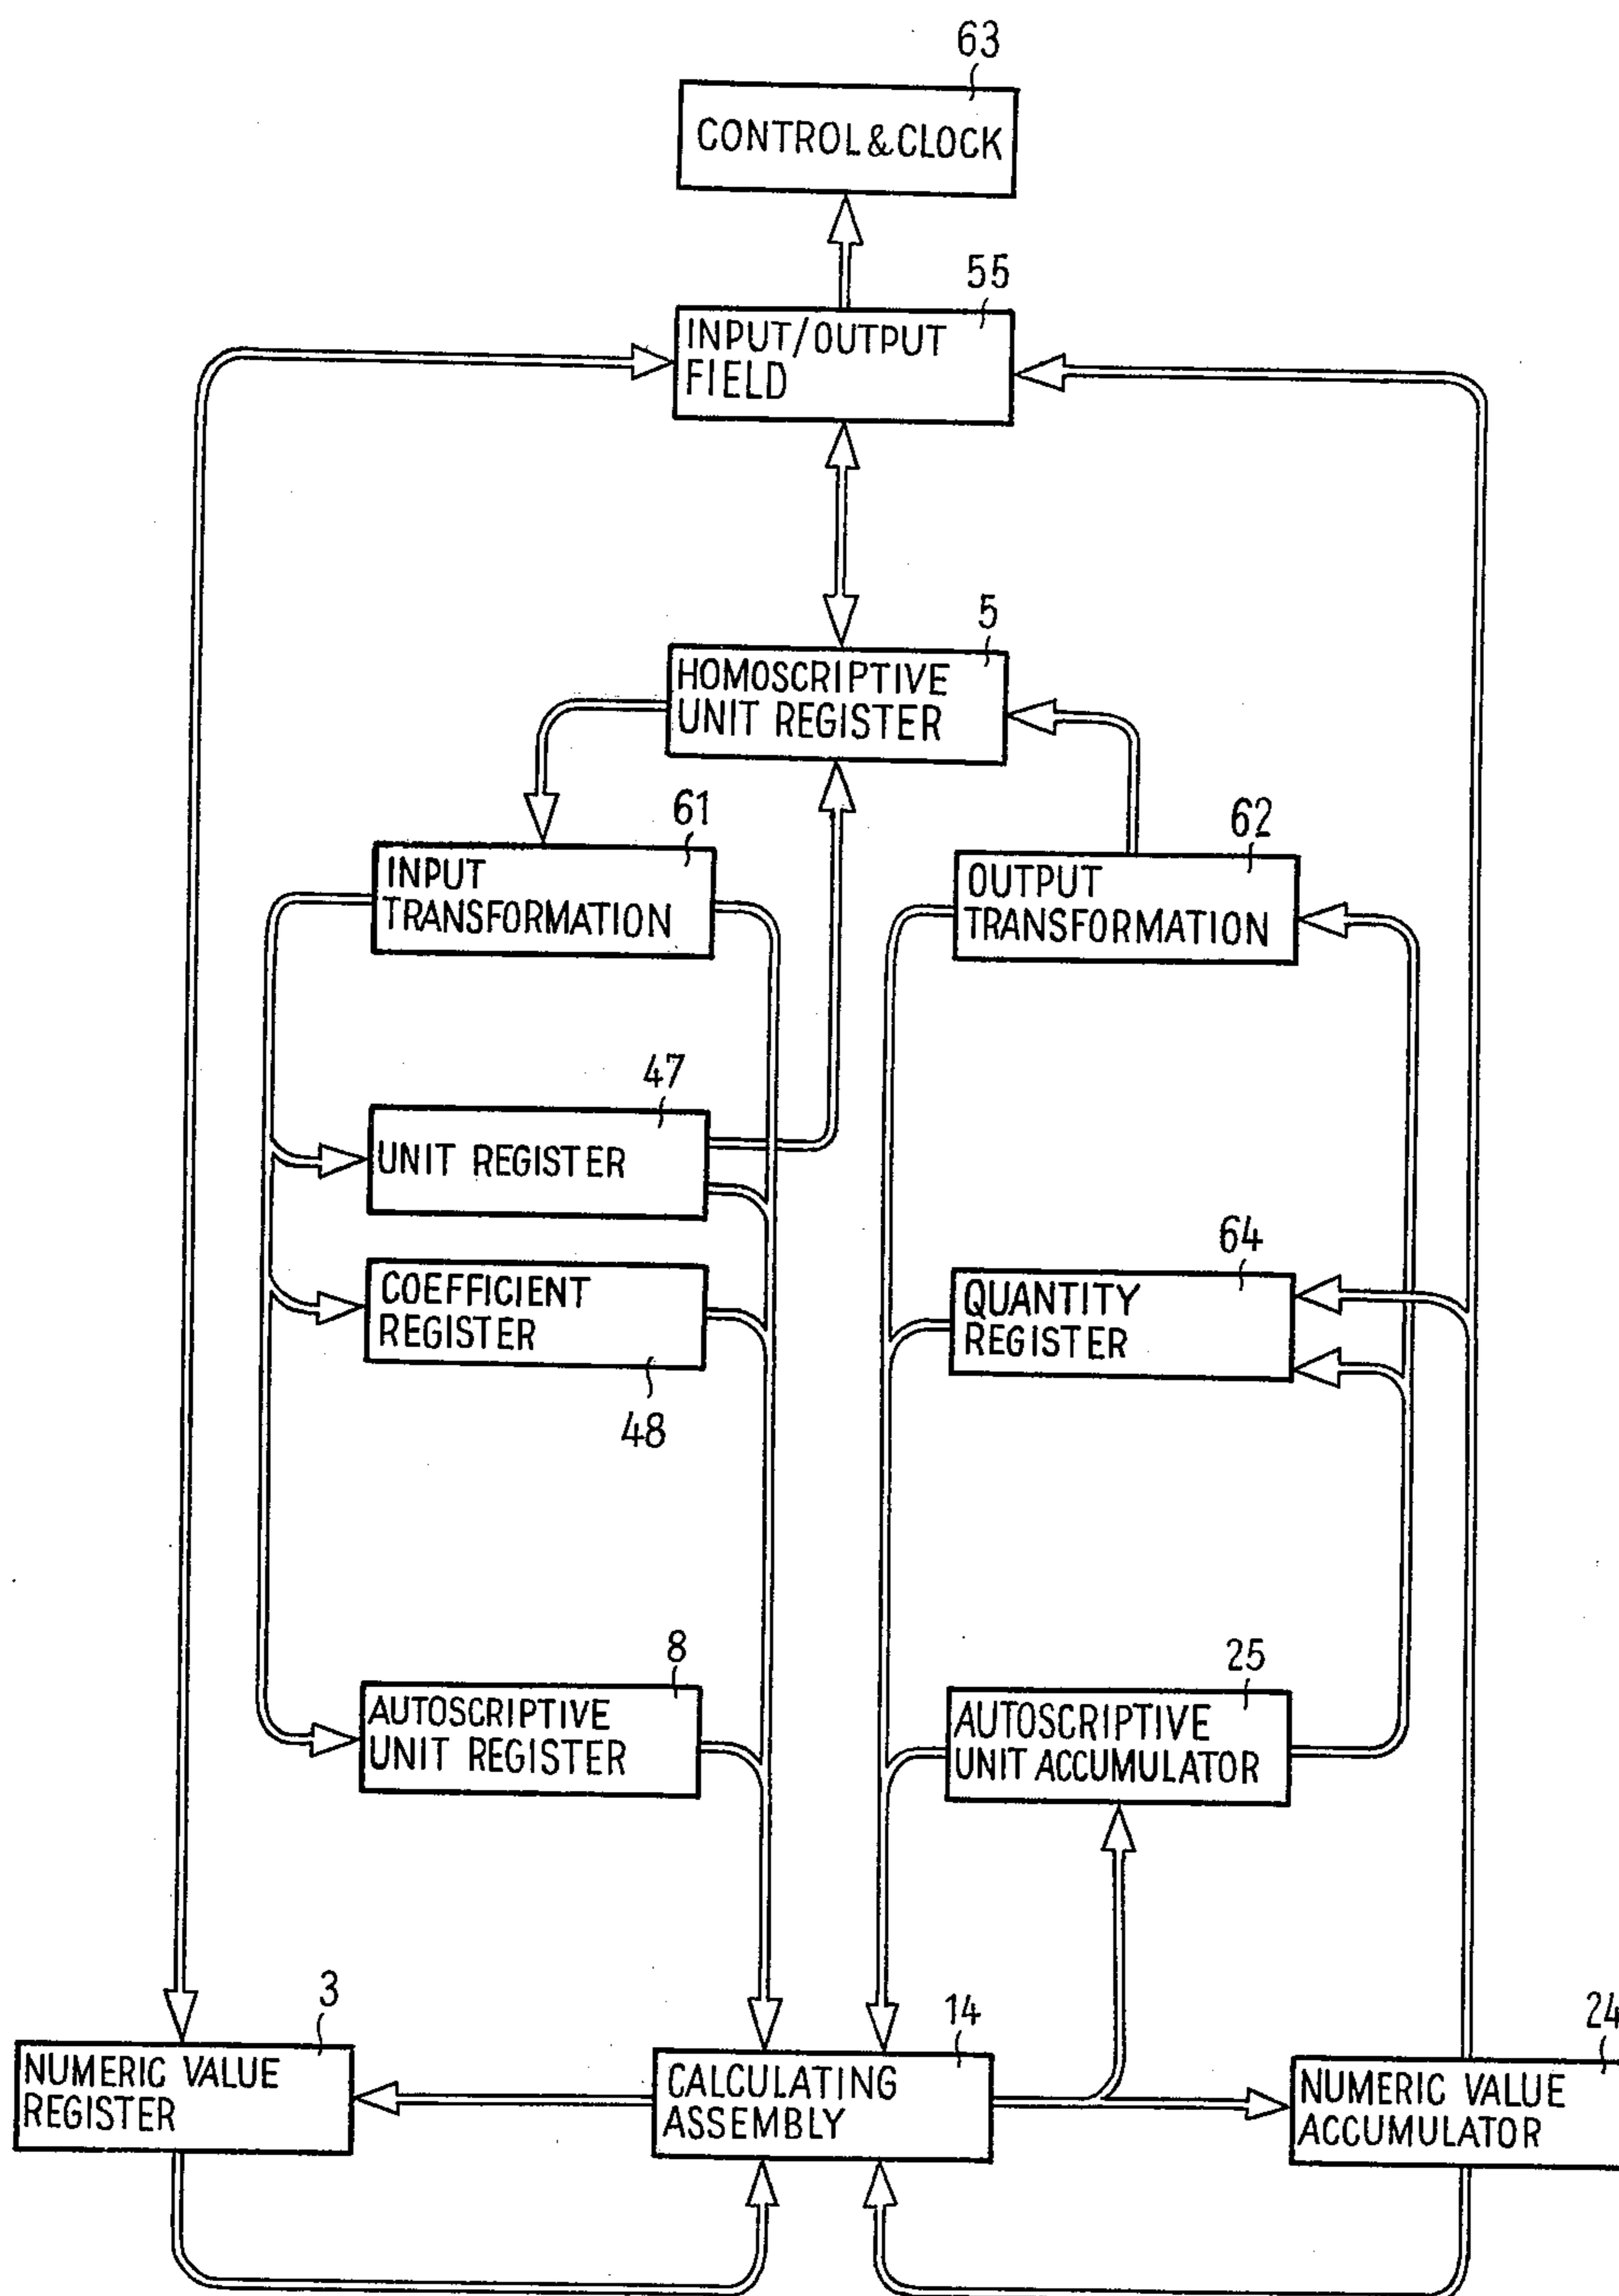 63
CONTROL & CLOCK
55
INPUT/OUTPUT
FIELD
5
HOMOSCRIPTIVE
UNIT REGISTER
61
INPUT
TRANSFORMATION
62
OUTPUT
TRANSFORMATION
47
UNIT REGISTER
COEFFICIENT
REGISTER
48
64
QUANTITY
REGISTER
8
AUTOSCRIPTIVE
UNIT REGISTER
25
AUTOSCRIPTIVE
UNIT ACCUMULATOR
3
NUMERIC VALUE
REGISTER
14
CALCULATING
ASSEMBLY
24
NUMERIC VALUE
ACCUMULATOR